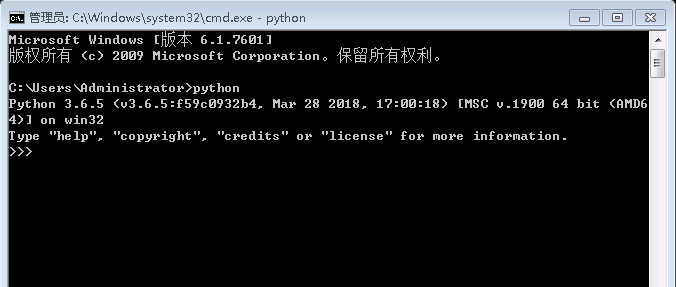 管理员: C:\Windows\system32\cmd.exe - python
Microsoft Windows [版本 6.1.7601]
版权所有 (c) 2009 Microsoft Corporation。保留所有权利。
C:\Users\Administrator>python
Python 3.6.5 (v3.6.5:f59c0932b4, Mar 28 2018, 17:00:18) [MSC v.1900 64 bit (AMD6
4)] on win32
Type "help", "copyright", "credits" or "license" for more information.
>>>